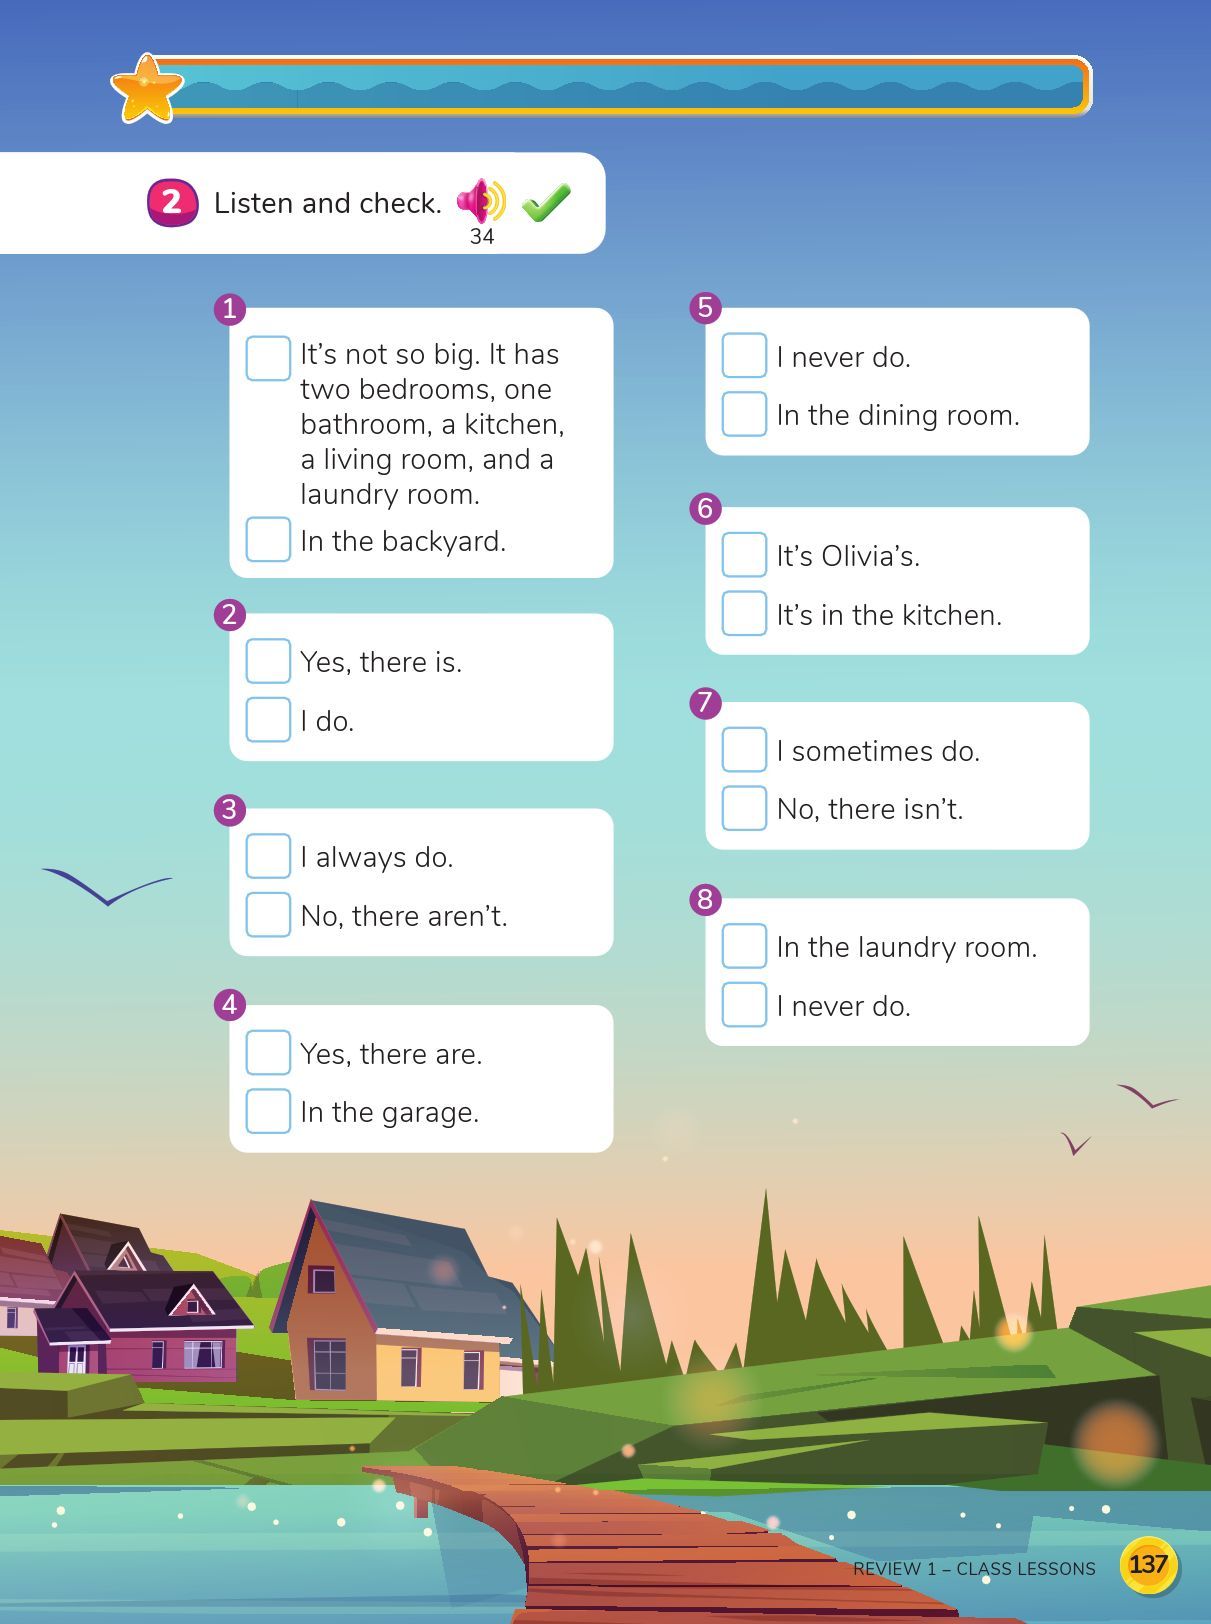 2 Listen and check.
34
1
It's not so big. It has
two bedrooms, one
bathroom, a kitchen,
a living room, and a
laundry room.
In the backyard.
2
Yes, there is.
I do.
3
I always do.
No, there aren't.
4
Yes, there are.
In the garage.
5
I never do.
In the dining room.
6
It's Olivia's.
It's in the kitchen.
7
I sometimes do.
No, there isn't.
8
In the laundry room.
I never do.
REVIEW 1 – CLASS LESSONS 137